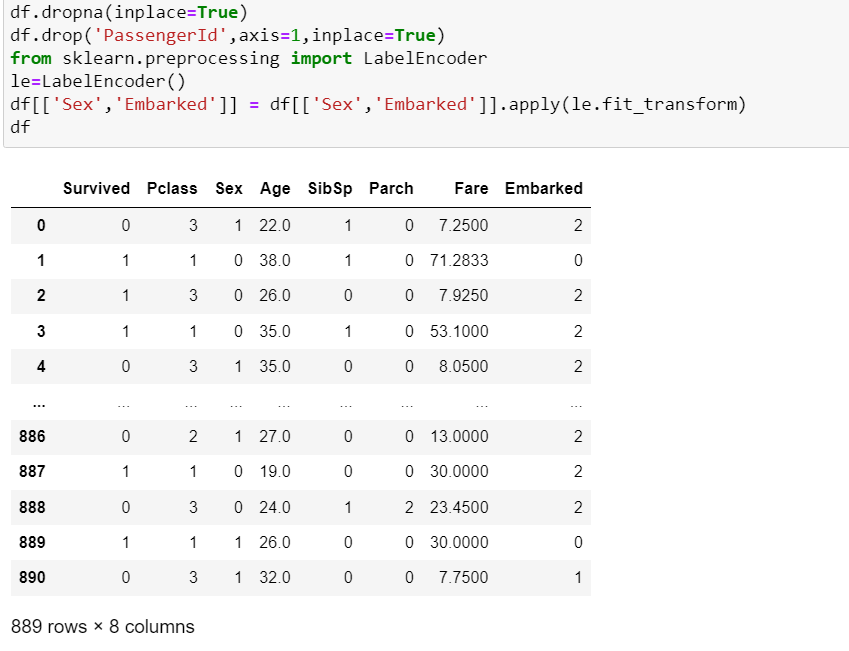 df.dropna(inplace=True)
df.drop('PassengerId',axis=1,inplace=True)
from sklearn.preprocessing import LabelEncoder
le=LabelEncoder()
df[['Sex','Embarked']] = df[['Sex','Embarked']].apply(le.fit_transform)
df
Survived Pclass Sex Age SibSp Parch Fare Embarked
0 0 3 1 22.0 1 0 7.2500 2
1 1 1 0 38.0 1 0 71.2833 0
2 1 3 0 26.0 0 0 7.9250 2
3 1 1 0 35.0 1 0 53.1000 2
4 0 3 1 35.0 0 0 8.0500 2
... ... ... ... ... ... ... ... ...
886 0 2 1 27.0 0 0 13.0000 2
887 1 1 0 19.0 0 0 30.0000 2
888 0 3 0 24.0 1 2 23.4500 2
889 1 1 1 26.0 0 0 30.0000 0
890 0 3 1 32.0 0 0 7.7500 1
889 rows × 8 columns